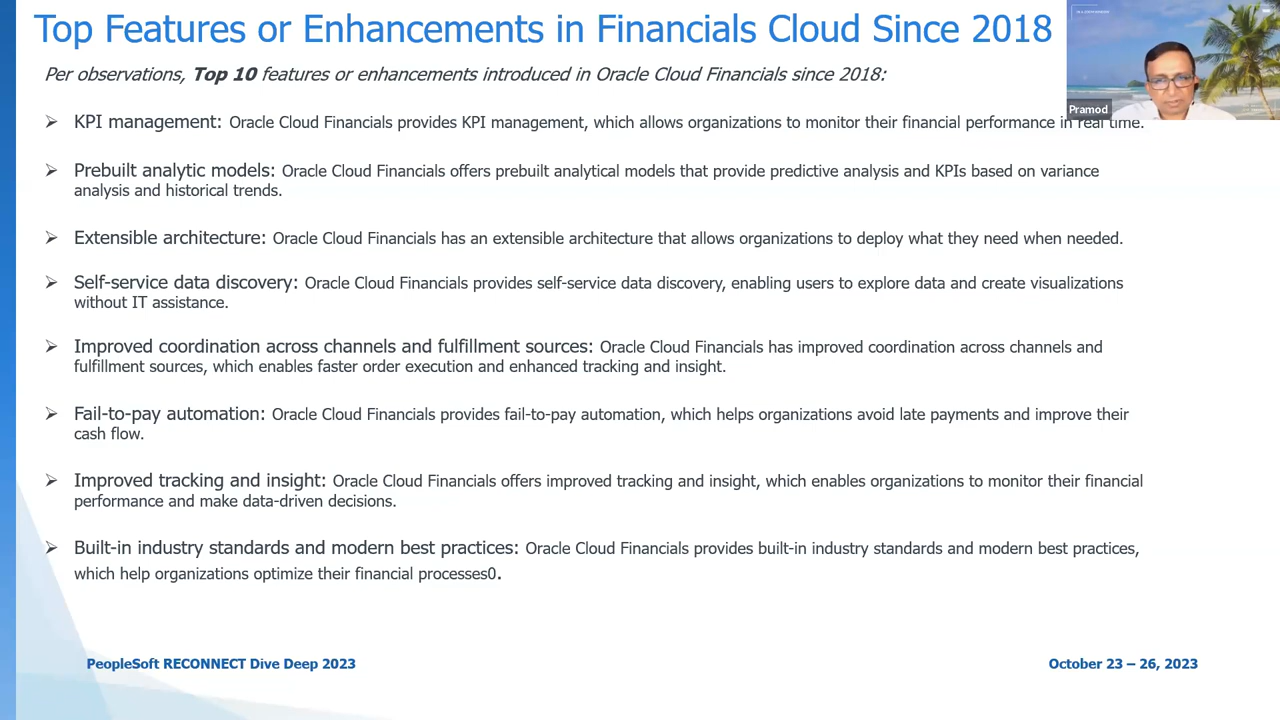 Top Features or Enhancements in Financials Cloud Since 2018
Per observations, Top 10 features or enhancements introduced in Oracle Cloud Financials since 2018:
Pramod
➢ KPI management: Oracle Cloud Financials provides KPI management, which allows organizations to monitor their financial performance in real time.
➢ Prebuilt analytic models: Oracle Cloud Financials offers prebuilt analytical models that provide predictive analysis and KPIs based on variance
analysis and historical trends.
➢ Extensible architecture: Oracle Cloud Financials has an extensible architecture that allows organizations to deploy what they need when needed.
➢ Self-service data discovery: Oracle Cloud Financials provides self-service data discovery, enabling users to explore data and create visualizations
without IT assistance.
➢ Improved coordination across channels and fulfillment sources: Oracle Cloud Financials has improved coordination across channels and
fulfillment sources, which enables faster order execution and enhanced tracking and insight.
➢ Fail-to-pay automation: Oracle Cloud Financials provides fail-to-pay automation, which helps organizations avoid late payments and improve their
cash flow.
➢ Improved tracking and insight: Oracle Cloud Financials offers improved tracking and insight, which enables organizations to monitor their financial
performance and make data-driven decisions.
➢ Built-in industry standards and modern best practices: Oracle Cloud Financials provides built-in industry standards and modern best practices,
which help organizations optimize their financial processes0.
PeopleSoft RECONNECT Dive Deep 2023
October 23 – 26, 2023